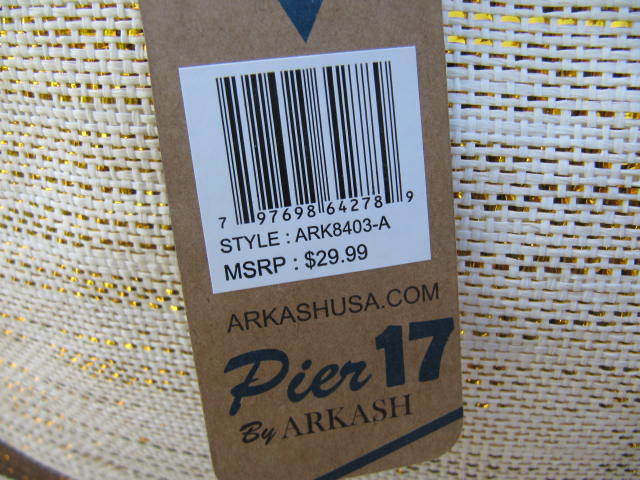 7 97698 64278 9
STYLE : ARK8403-A
MSRP : $29.99
ARKASHUSA.COM
Pier 17
By ARKASH